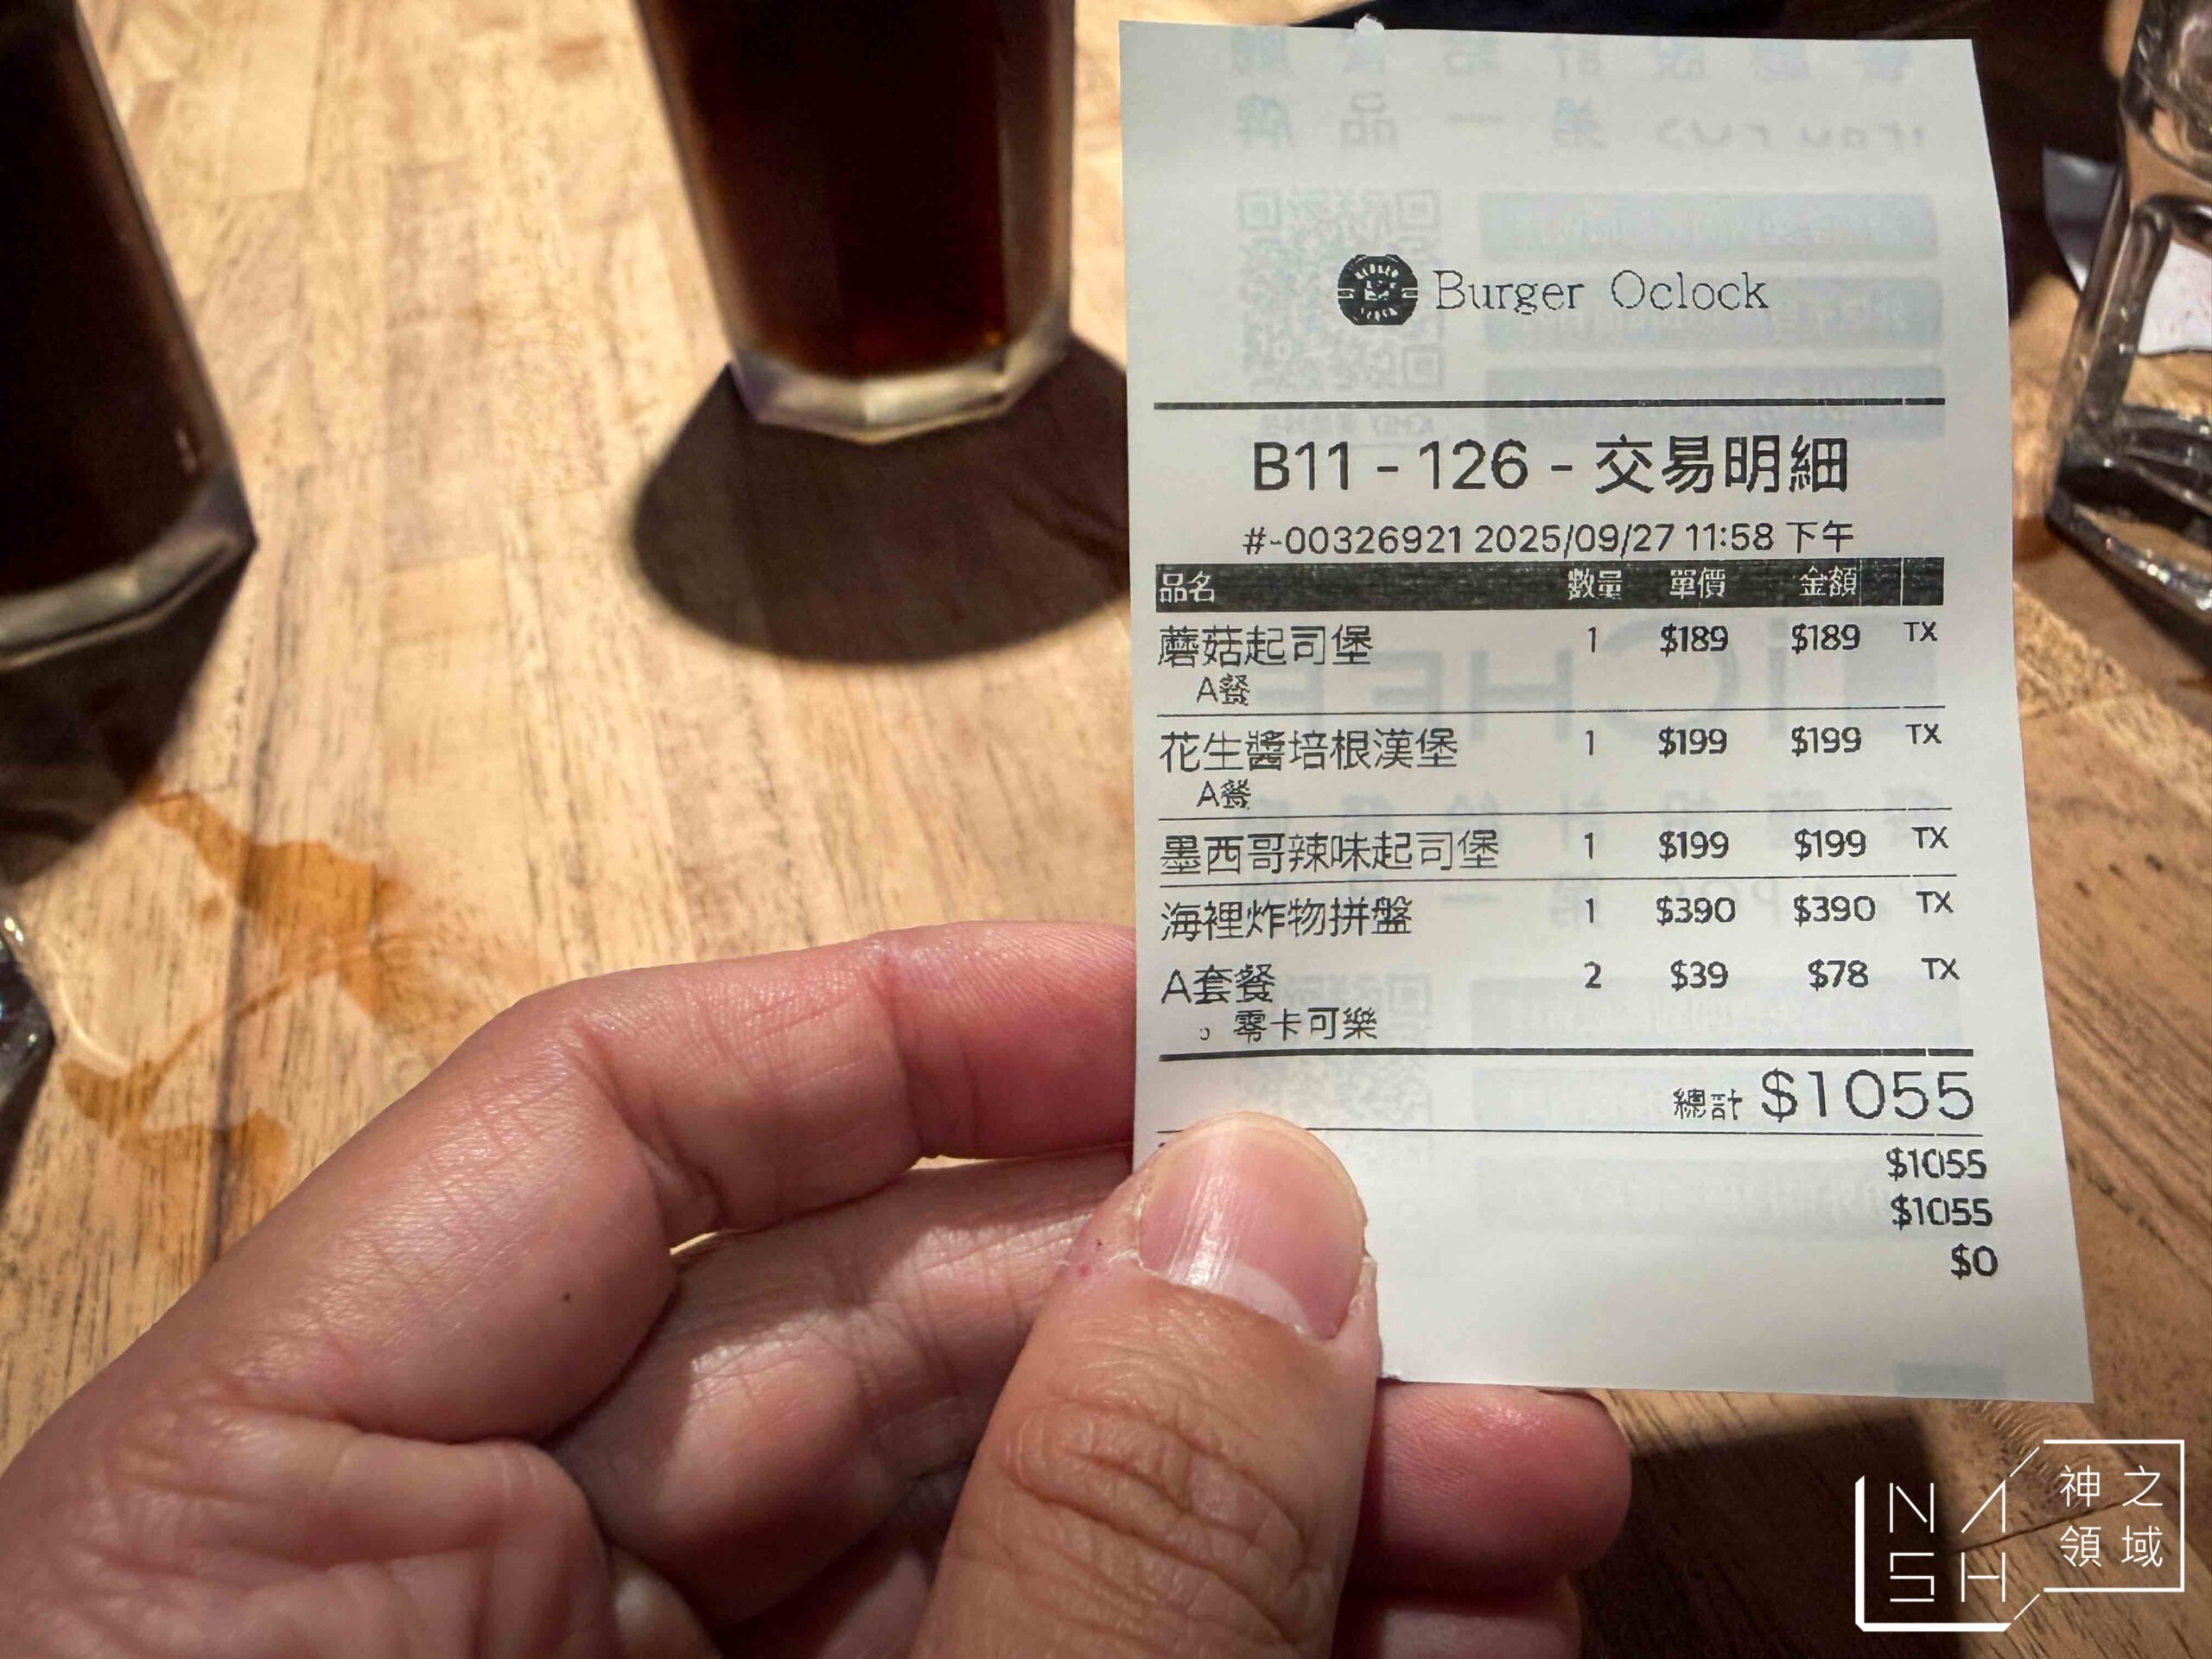 Burger Oclock
B11 - 126 - 交易明細
#-00326921 2025/09/27 11:58 下午
品名 數量 單價 金額
蘑菇起司堡 1 $189 $189 TX
A餐
花生醬培根漢堡 1 $199 $199 TX
A餐
墨西哥辣味起司堡 1 $199 $199 TX
海裡炸物拼盤 1 $390 $390 TX
A套餐 2 $39 $78 TX
零卡可樂
總計 $1055
$1055
$1055
$0
NASH
神之領域